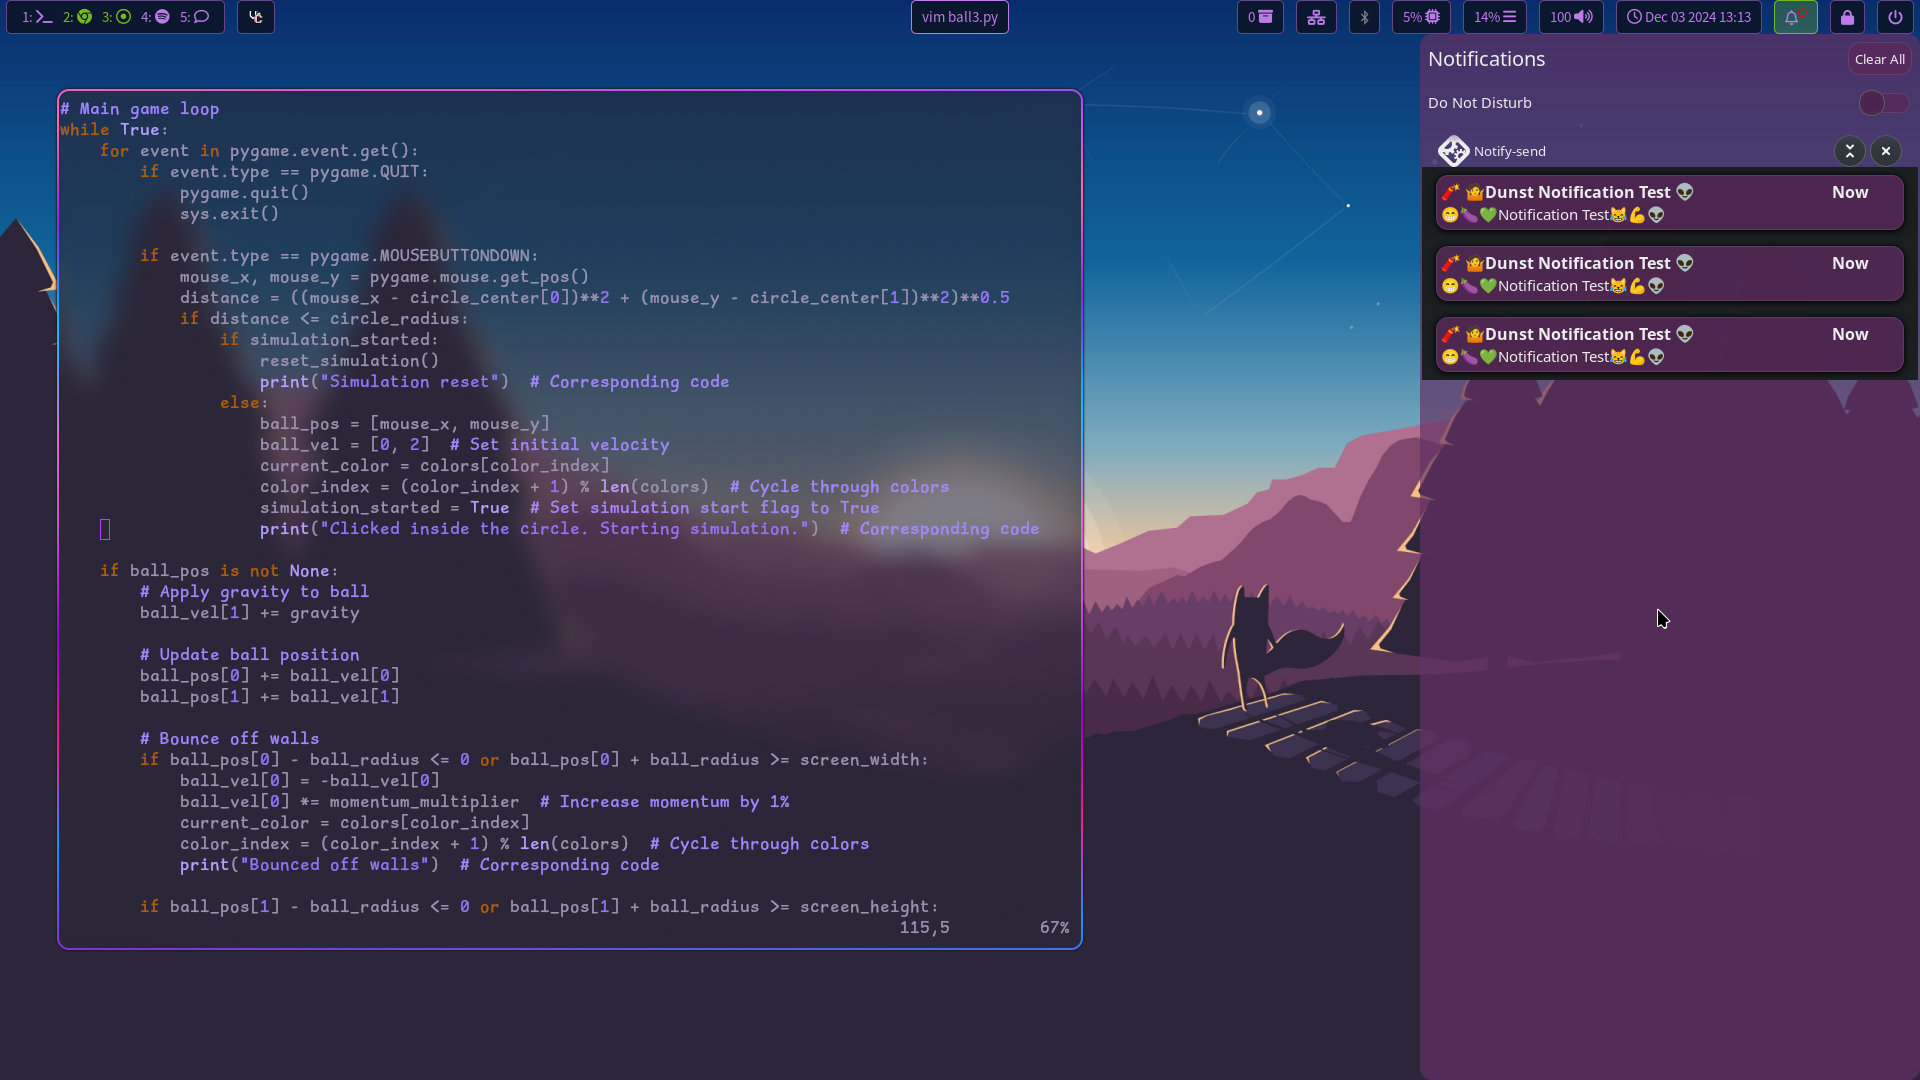 1: 2: 3: 4: 5:
vim ball3.py
0 5% 14% 100 Dec 03 2024 13:13
# Main game loop
while True:
    for event in pygame.event.get():
        if event.type == pygame.QUIT:
            pygame.quit()
            sys.exit()
        if event.type == pygame.MOUSEBUTTONDOWN:
            mouse_x, mouse_y = pygame.mouse.get_pos()
            distance = ((mouse_x - circle_center[0])**2 + (mouse_y - circle_center[1])**2)**0.5
            if distance <= circle_radius:
                if simulation_started:
                    reset_simulation()
                    print("Simulation reset")  # Corresponding code
                else:
                    ball_pos = [mouse_x, mouse_y]
                    ball_vel = [0, 2]  # Set initial velocity
                    current_color = colors[color_index]
                    color_index = (color_index + 1) % len(colors)  # Cycle through colors
                    simulation_started = True  # Set simulation start flag to True
                    print("Clicked inside the circle. Starting simulation.")  # Corresponding code
    if ball_pos is not None:
        # Apply gravity to ball
        ball_vel[1] += gravity
        # Update ball position
        ball_pos[0] += ball_vel[0]
        ball_pos[1] += ball_vel[1]
        # Bounce off walls
        if ball_pos[0] - ball_radius <= 0 or ball_pos[0] + ball_radius >= screen_width:
            ball_vel[0] = -ball_vel[0]
            ball_vel[0] *= momentum_multiplier  # Increase momentum by 1%
            current_color = colors[color_index]
            color_index = (color_index + 1) % len(colors)  # Cycle through colors
            print("Bounced off walls")  # Corresponding code
        if ball_pos[1] - ball_radius <= 0 or ball_pos[1] + ball_radius >= screen_height:
115,5 67%
Notifications Clear All
Do Not Disturb
Notify-send
🧨 🤷Dunst Notification Test 👽 Now
😁🍆💚Notification Test😹💪👽
🧨 🤷Dunst Notification Test 👽 Now
😁🍆💚Notification Test😹💪👽
🧨 🤷Dunst Notification Test 👽 Now
😁🍆💚Notification Test😹💪👽